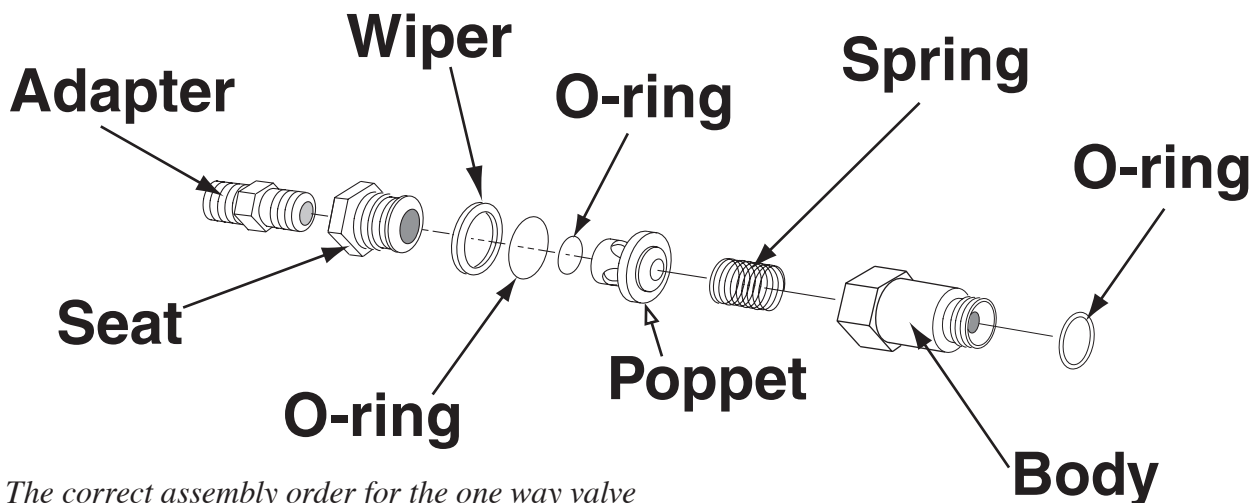 Wiper
Spring
Adapter
O-ring
O-ring
Seat
Poppet
O-ring
Body
The correct assembly order for the one way valve